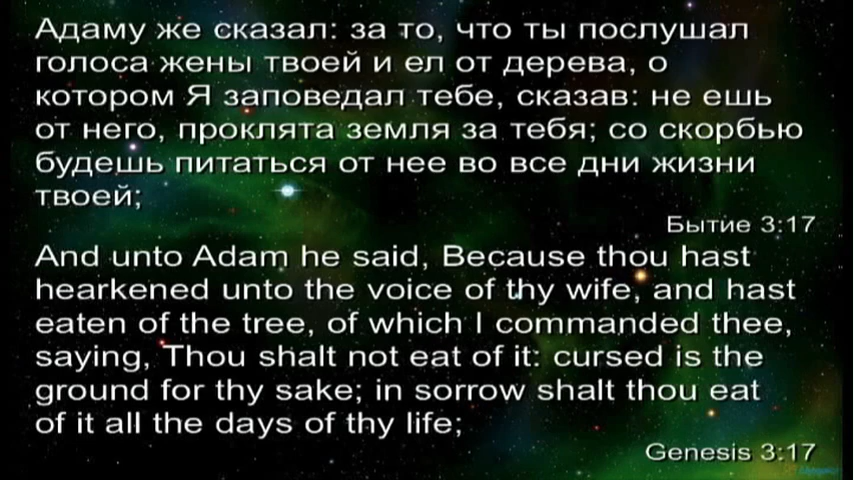 Адаму же сказал: за то, что ты послушал
голоса жены твоей и ел от дерева, о
котором Я заповедал тебе, сказав: не ешь
от него, проклята земля за тебя; со скорбью
будешь питаться от нее во все дни жизни
твоей;
Бытие 3:17
And unto Adam he said, Because thou hast
hearkened unto the voice of thy wife, and hast
eaten of the tree, of which I commanded thee,
saying, Thou shalt not eat of it: cursed is the
ground for thy sake; in sorrow shalt thou eat
of it all the days of thy life;
Genesis 3:17